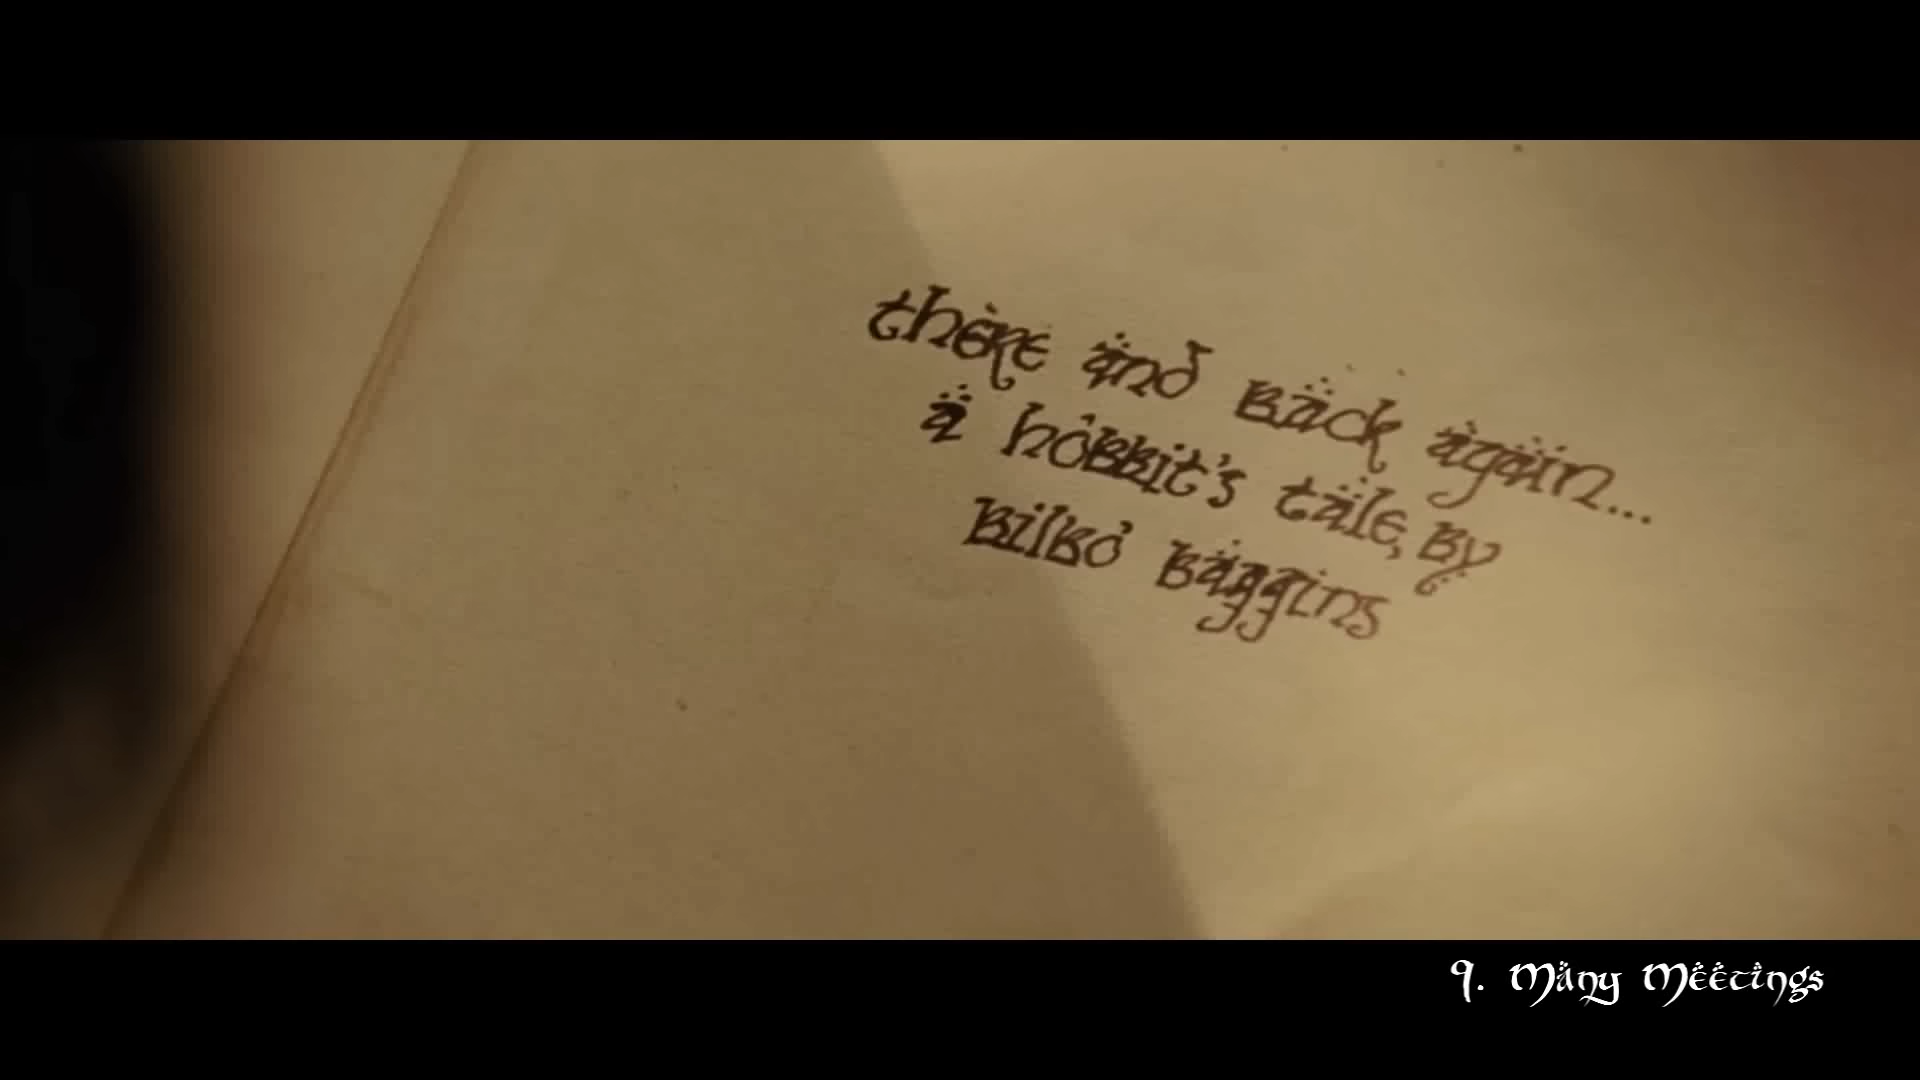 there and back again...
a hobbit's tale, by
bilbo baggins
9. Many Meetings